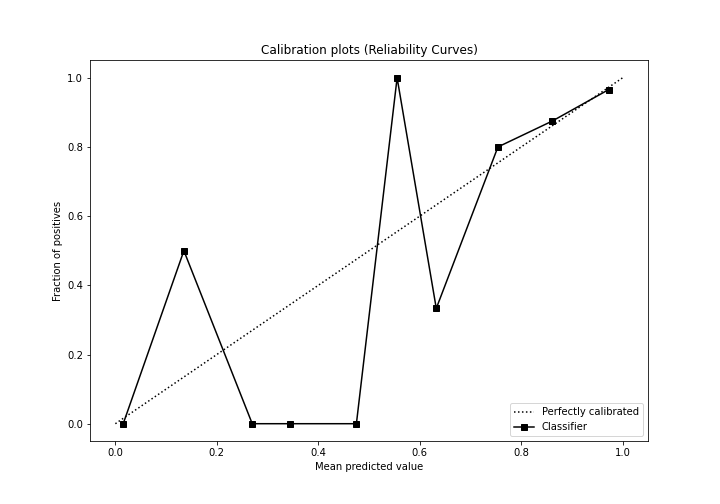 Calibration plots (Reliability Curves)
1.0
0.8
0.6
0.4
0.2
0.0
Fraction of positives
Perfectly calibrated
Classifier
0.0 0.2 0.4 0.6 0.8 1.0
Mean predicted value